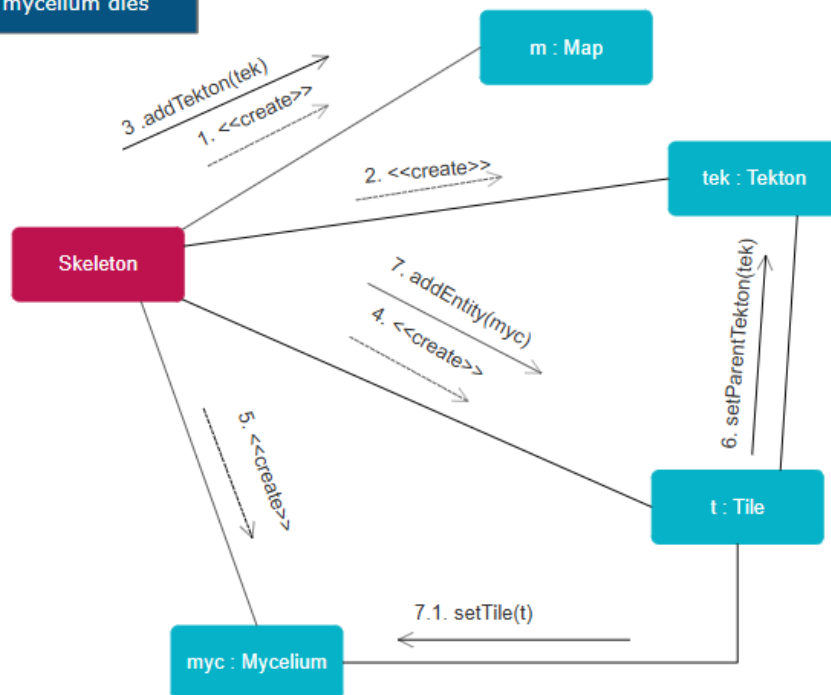 mycelium dies
m : Map
3 .addTekton(tek)
1. <<create>>
2. <<create>>
tek : Tekton
Skeleton
7. addEntity(myc)
4. <<create>>
6. setParentTekton(tek)
5. <<create>>
t : Tile
7.1. setTile(t)
myc : Mycelium